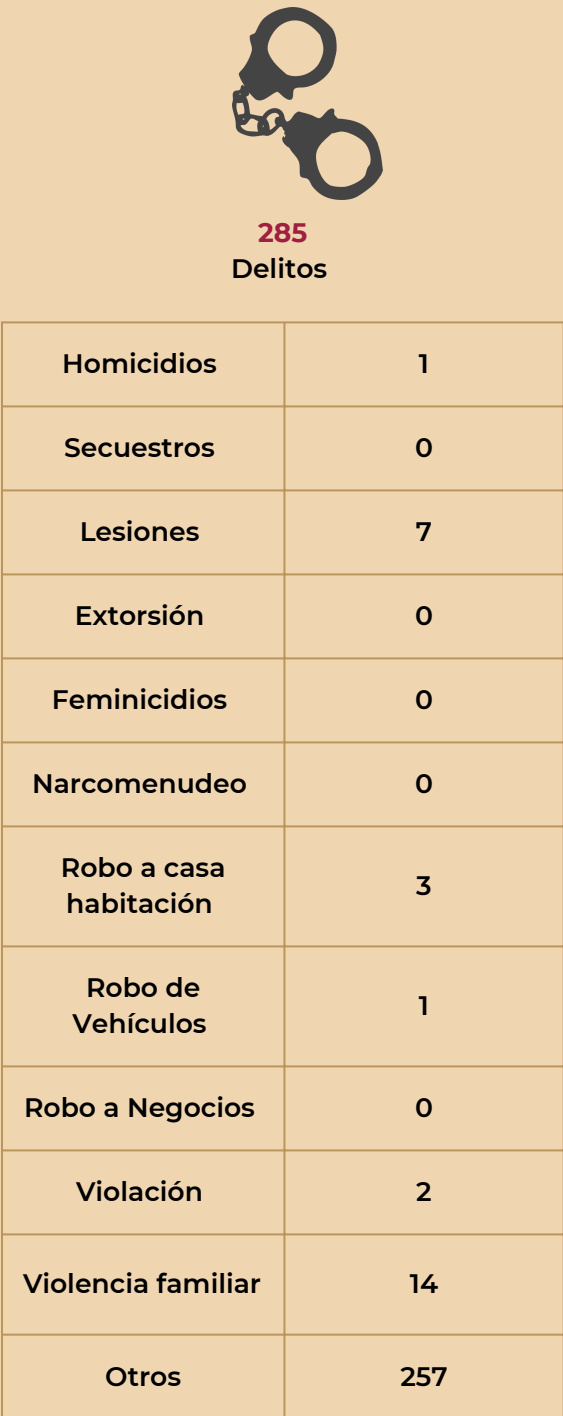 285
Delitos
Homicidios 1
Secuestros 0
Lesiones 7
Extorsión 0
Feminicidios 0
Narcomenudeo 0
Robo a casa
habitación 3
Robo de
Vehículos 1
Robo a Negocios 0
Violación 2
Violencia familiar 14
Otros 257